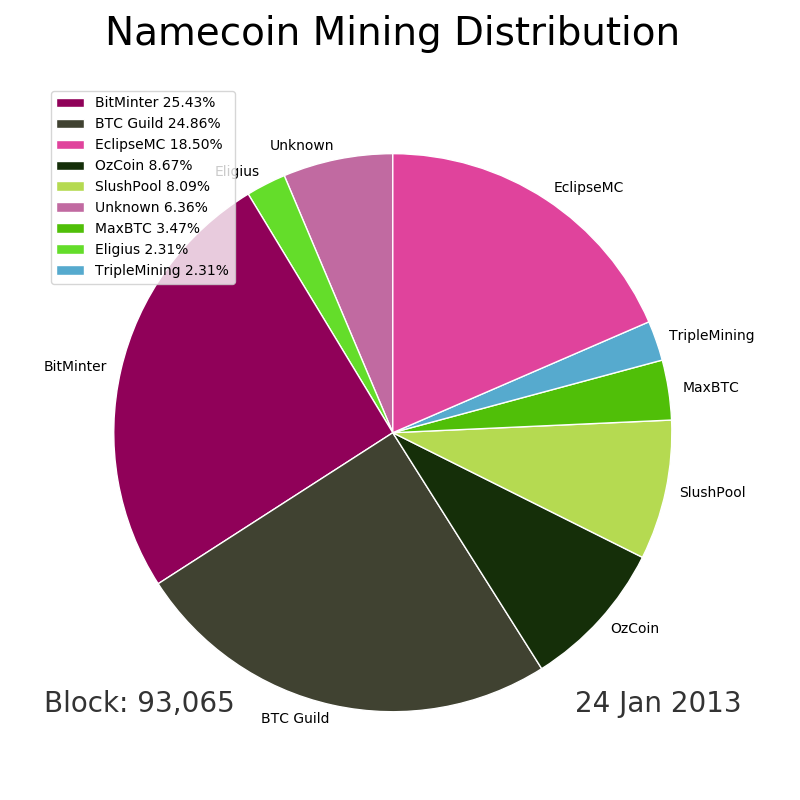 Namecoin Mining Distribution
BitMinter 25.43%
BTC Guild 24.86%
EclipseMC 18.50%
OzCoin 8.67%
SlushPool 8.09%
Unknown 6.36%
MaxBTC 3.47%
Eligius 2.31%
TripleMining 2.31%
Unknown
Eligius
EclipseMC
TripleMining
BitMinter
MaxBTC
SlushPool
OzCoin
BTC Guild
Block: 93,065
24 Jan 2013